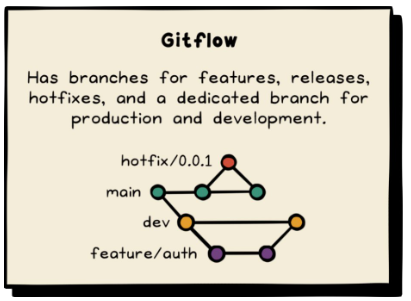 Gitflow
Has branches for features, releases,
hotfixes, and a dedicated branch for
production and development.
hotfix/0.0.1
main
dev
feature/auth